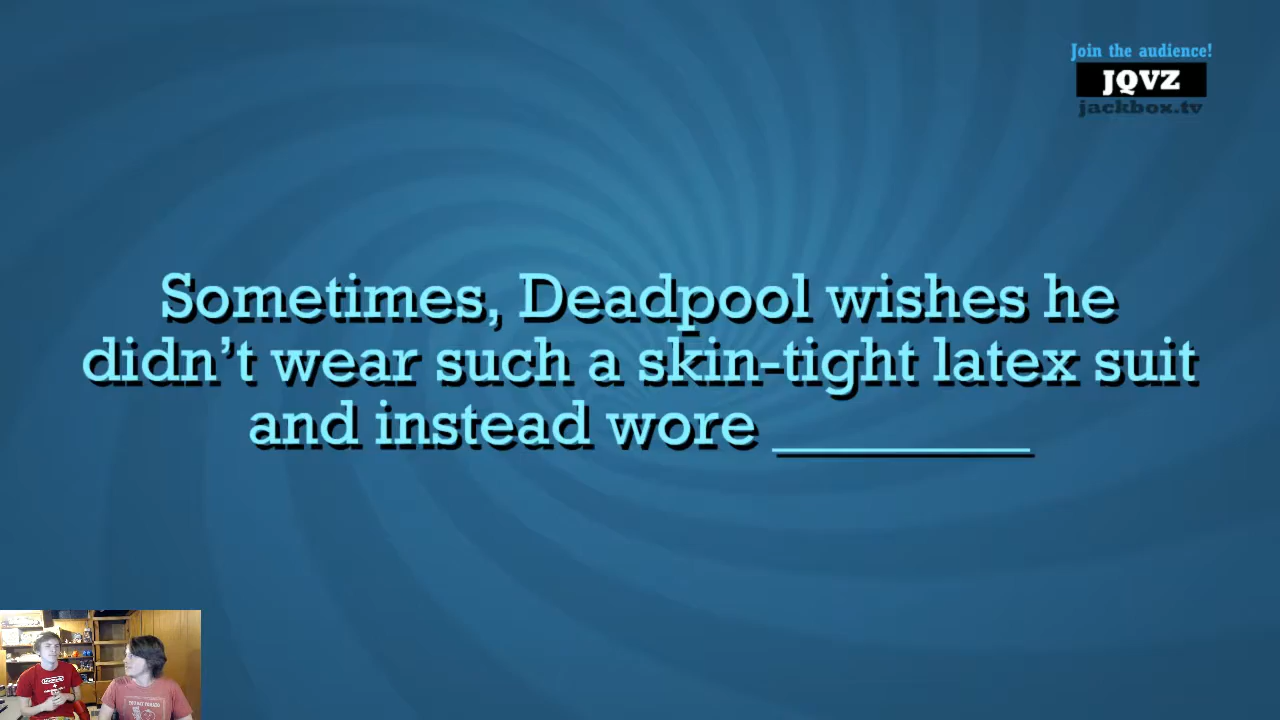 Join the audience!
JQVZ
jackbox.tv
Sometimes, Deadpool wishes he
didn’t wear such a skin-tight latex suit
and instead wore _________